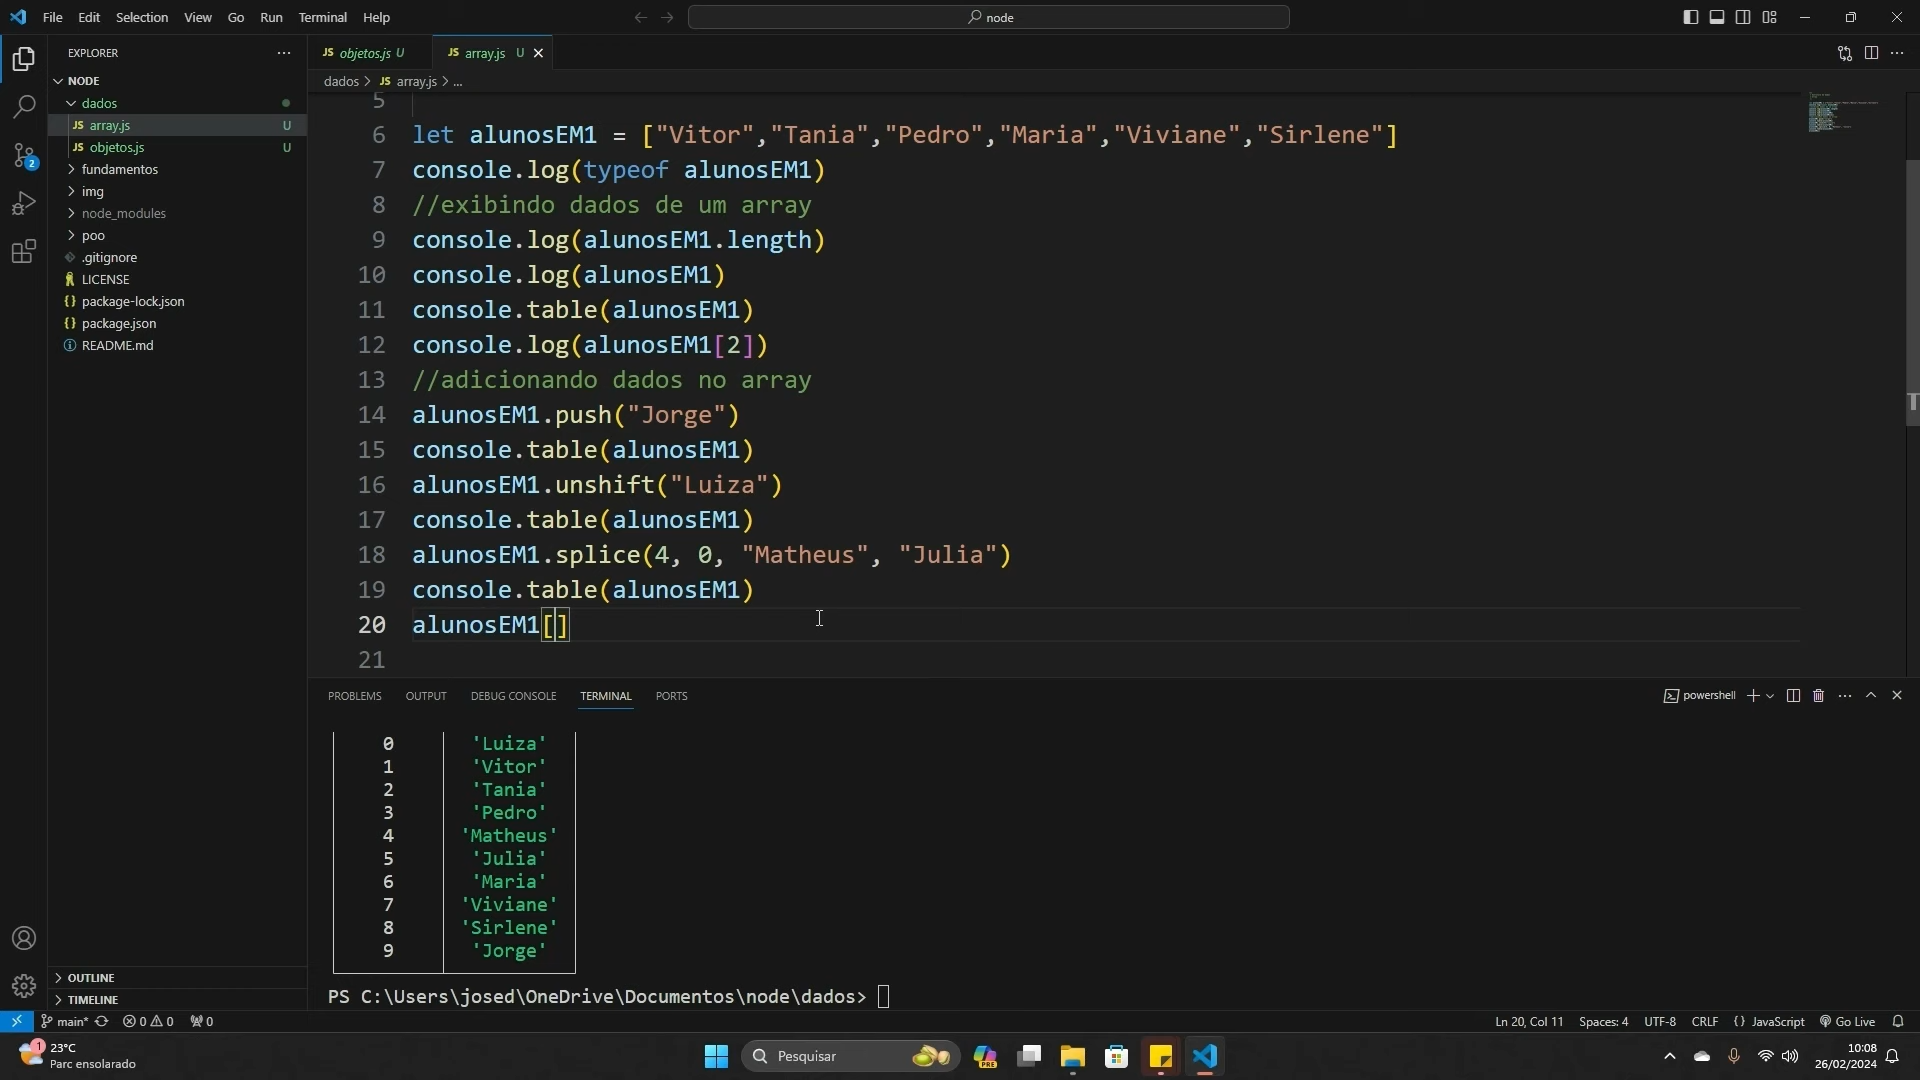 File Edit Selection View Go Run Terminal Help
node
EXPLORER
NODE
dados
JS array.js U
JS objetos.js U
fundamentos
img
node_modules
poo
.gitignore
LICENSE
{} package-lock.json
{} package.json
README.md
OUTLINE
TIMELINE
2
JS objetos.js U
JS array.js U
dados > JS array.js > ...
5
6 let alunosEM1 = ["Vitor","Tania","Pedro","Maria","Viviane","Sirlene"]
7 console.log(typeof alunosEM1)
8 //exibindo dados de um array
9 console.log(alunosEM1.length)
10 console.log(alunosEM1)
11 console.table(alunosEM1)
12 console.log(alunosEM1[2])
13 //adicionando dados no array
14 alunosEM1.push("Jorge")
15 console.table(alunosEM1)
16 alunosEM1.unshift("Luiza")
17 console.table(alunosEM1)
18 alunosEM1.splice(4, 0, "Matheus", "Julia")
19 console.table(alunosEM1)
20 alunosEM1[]
21
PROBLEMS OUTPUT DEBUG CONSOLE TERMINAL PORTS
powershell
0 'Luiza'
1 'Vitor'
2 'Tania'
3 'Pedro'
4 'Matheus'
5 'Julia'
6 'Maria'
7 'Viviane'
8 'Sirlene'
9 'Jorge'
PS C:\Users\josed\OneDrive\Documentos\node\dados>
main* 0 0 0
Ln 20, Col 11 Spaces: 4 UTF-8 CRLF {} JavaScript Go Live
1
23°C
Parc ensolarado
Pesquisar
PRE
10:08
26/02/2024